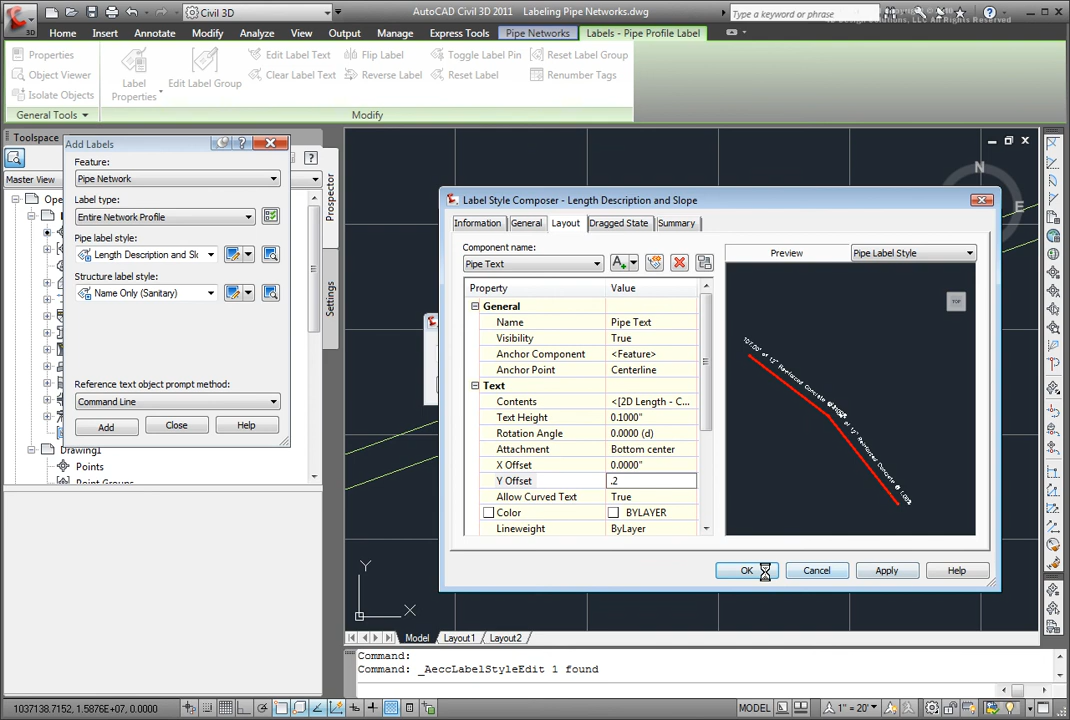 Civil 3D
AutoCAD Civil 3D 2011
Labeling Pipe Networks.dwg
Type a keyword or phrase
3D
Home
Insert
Annotate
Modify
Analyze
View
Output
Manage
Express Tools
Pipe Networks
Labels - Pipe Profile Label
Properties
Object Viewer
Isolate Objects
Label
Properties
Edit Label Group
Edit Label Text
Clear Label Text
Flip Label
Reverse Label
Toggle Label Pin
Reset Label
Reset Label Group
Renumber Tags
General Tools
Modify
Toolspace
Master View
Ope
Prospector
Settings
Drawing1
Points
Point Groups
Add Labels
Feature:
Pipe Network
Label type:
Entire Network Profile
Pipe label style:
Length Description and Slo
Structure label style:
Name Only (Sanitary)
Reference text object prompt method:
Command Line
Add
Close
Help
Label Style Composer - Length Description and Slope
Information
General
Layout
Dragged State
Summary
Component name:
Pipe Text
Preview
Pipe Label Style
Property
Value
General
Name
Pipe Text
Visibility
True
Anchor Component
<Feature>
Anchor Point
Centerline
Text
Contents
<[2D Length - C...
Text Height
0.1000"
Rotation Angle
0.0000 (d)
Attachment
Bottom center
X Offset
0.0000"
Y Offset
.2
Allow Curved Text
True
Color
BYLAYER
Lineweight
ByLayer
TOP
OK
Cancel
Apply
Help
N
E
Y
X
Model
Layout1
Layout2
Command:
Command: _AeccLabelStyleEdit 1 found
1037138.7152, 1.5876E+07, 0.0000
MODEL
1" = 20'